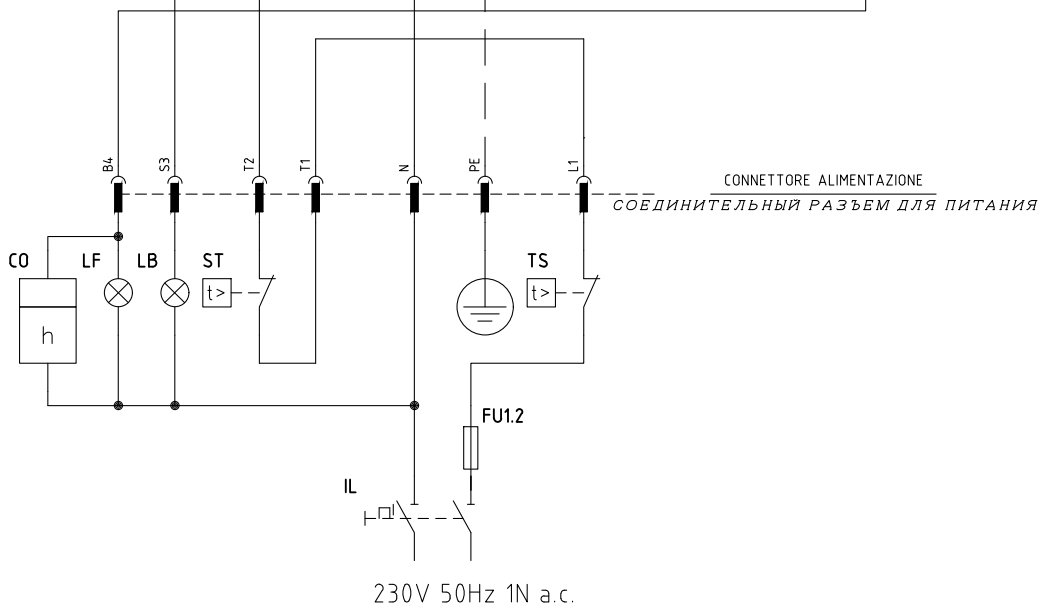 B4
S3
T2
T1
N
PE
L1
CONNETTORE ALIMENTAZIONE
СОЕДИНИТЕЛЬНЫЙ РАЗЪЕМ ДЛЯ ПИТАНИЯ
CO
LF
LB
ST
TS
t>
t>
h
FU1.2
IL
230V 50Hz 1N a.c.